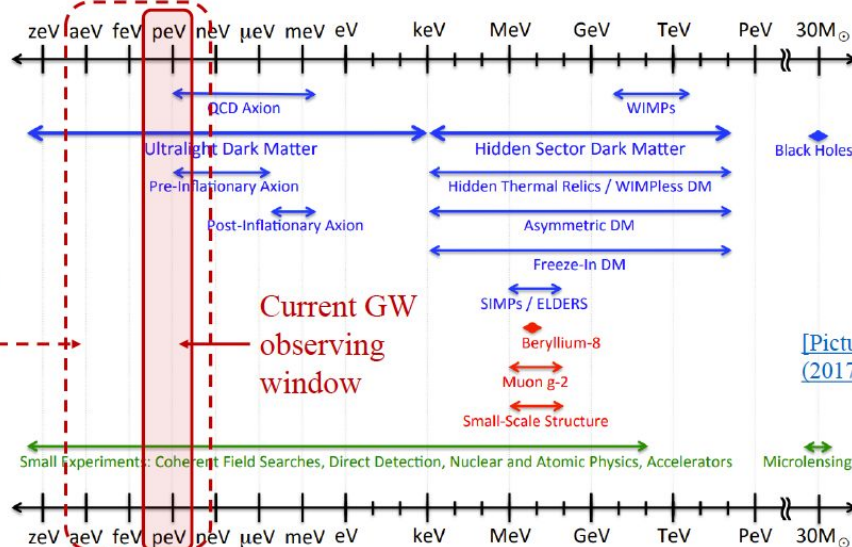 zeV aeV feV peV neV μeV meV eV keV MeV GeV TeV PeV 30M☉
QCD Axion
WIMPs
Ultralight Dark Matter
Hidden Sector Dark Matter
Black Holes
Pre-Inflationary Axion
Hidden Thermal Relics / WIMPless DM
Post-Inflationary Axion
Asymmetric DM
Freeze-In DM
SIMPs / ELDERS
Current GW
observing
window
Beryllium-8
[Pictu
(2017
Muon g-2
Small-Scale Structure
Small Experiments: Coherent Field Searches, Direct Detection, Nuclear and Atomic Physics, Accelerators
Microlensing
zeV aeV feV peV neV μeV meV eV keV MeV GeV TeV PeV 30M☉